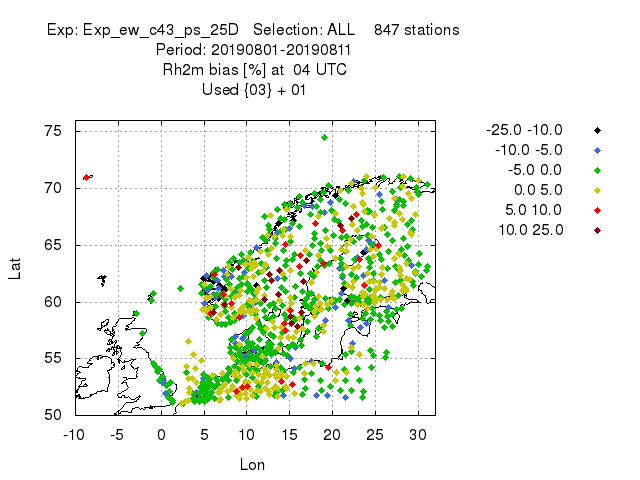 Exp: Exp_ew_c43_ps_25D Selection: ALL 847 stations
Period: 20190801-20190811
Rh2m bias [%] at 04 UTC
Used {03} + 01
-25.0 -10.0
-10.0 -5.0
-5.0 0.0
0.0 5.0
5.0 10.0
10.0 25.0
75
70
65
60
55
50
Lat
-10 -5 0 5 10 15 20 25 30
Lon